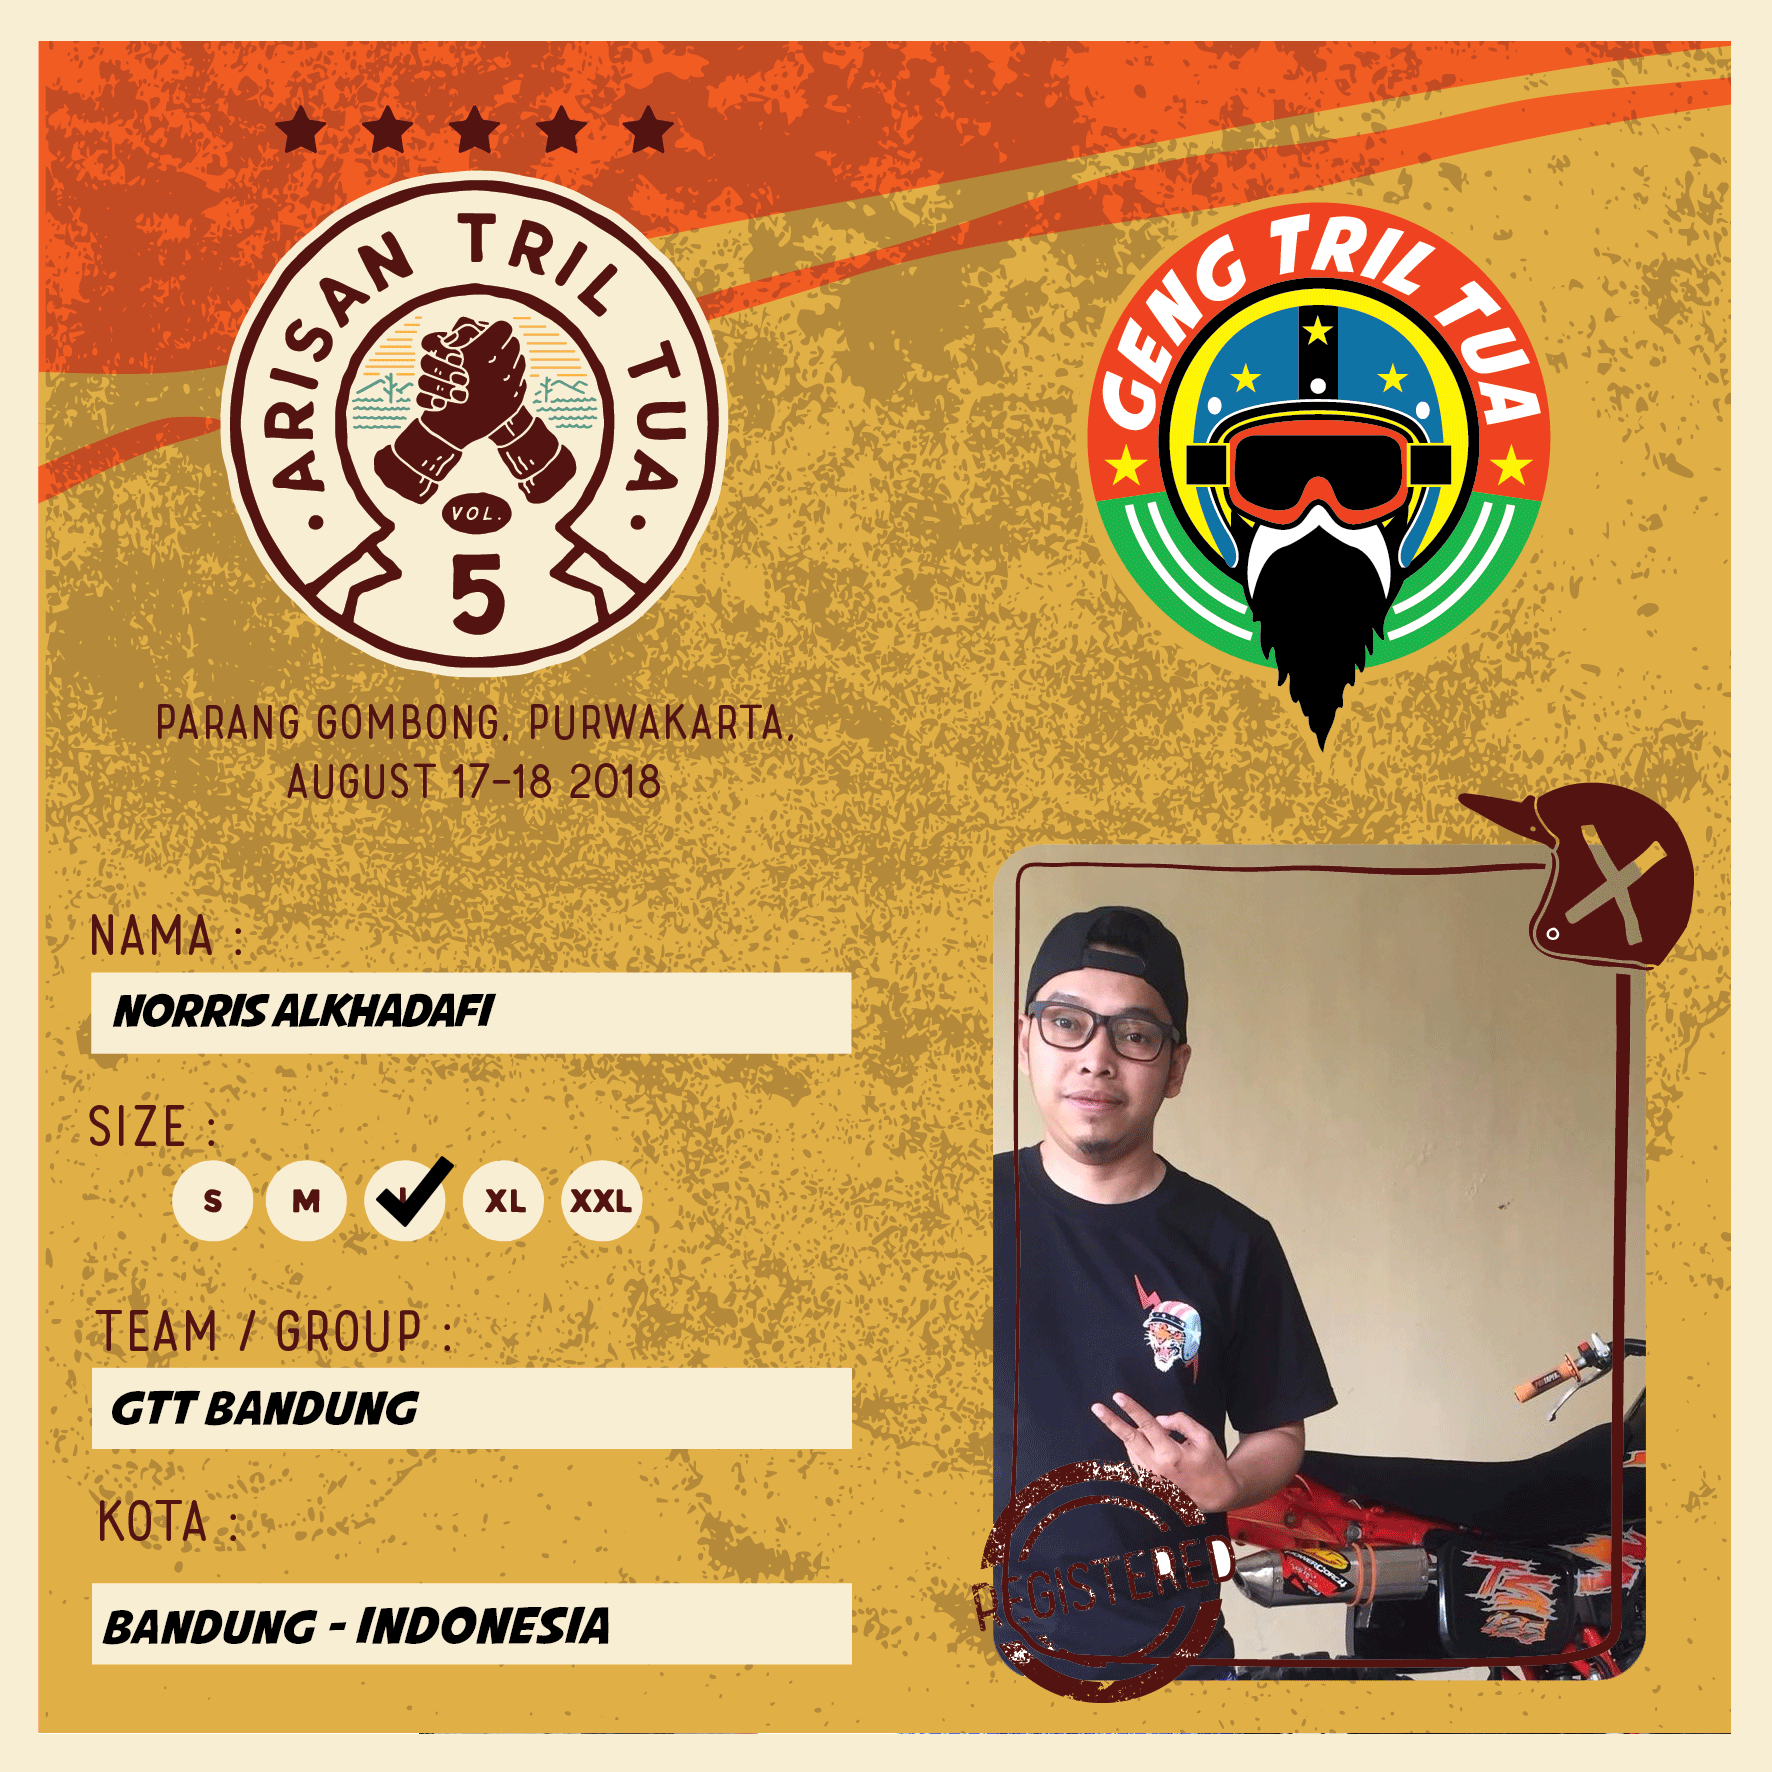 ARISAN TRIL TUA
VOL.
5
GENG TRIL TUA
PARANG GOMBONG, PURWAKARTA,
AUGUST 17-18 2018
NAMA :
NORRIS ALKHADAFI
SIZE :
S M L XL XXL
TEAM / GROUP :
GTT BANDUNG
KOTA :
BANDUNG - INDONESIA
REGISTERED